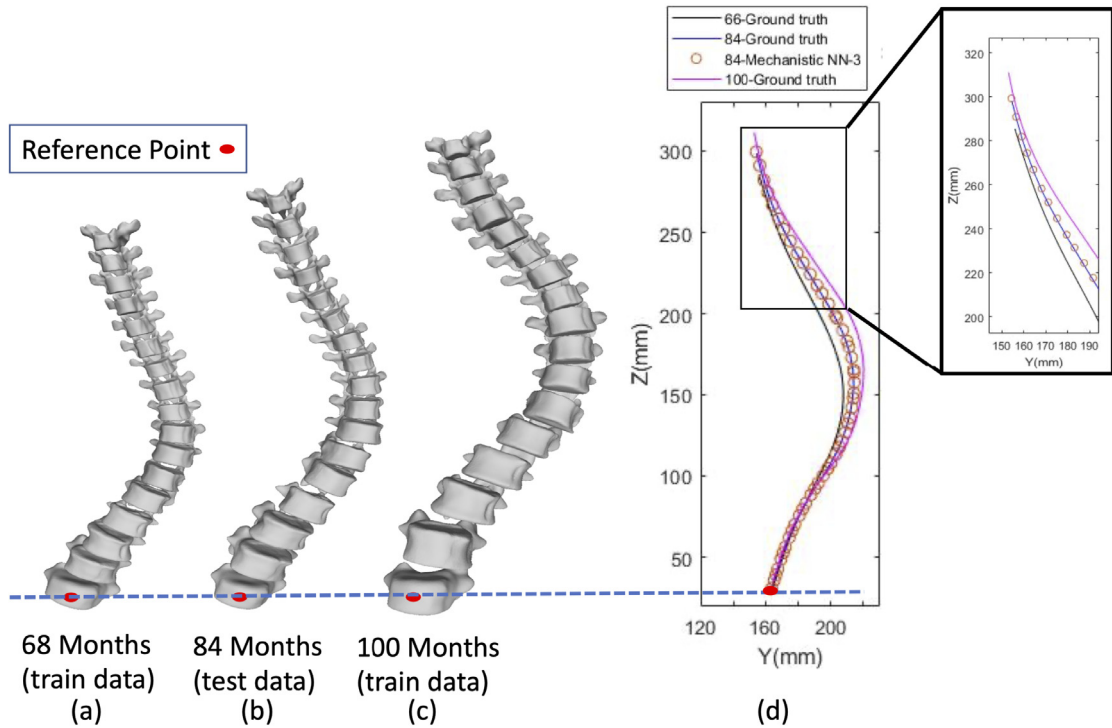 Reference Point
68 Months
(train data)
(a)
84 Months
(test data)
(b)
100 Months
(train data)
(c)
66-Ground truth
84-Ground truth
84-Mechanistic NN-3
100-Ground truth
Z(mm)
300
250
200
150
100
50
120 160 200
Y(mm)
(d)
Z(mm)
320
300
280
260
240
220
200
150 160 170 180 190
Y(mm)